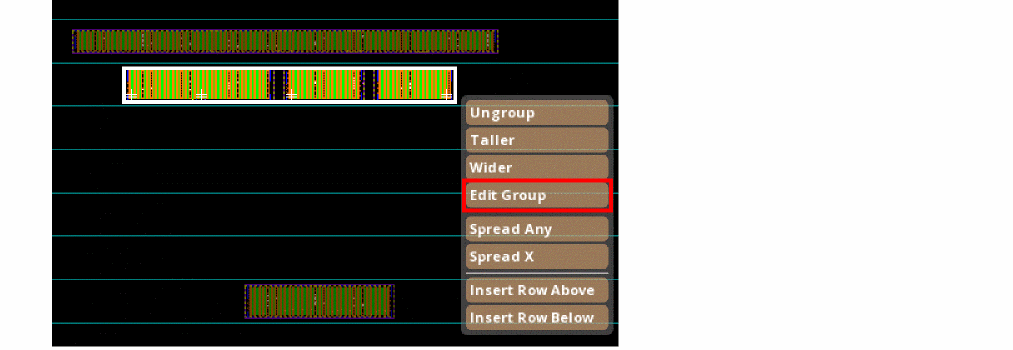 Ungroup
Taller
Wider
Edit Group
Spread Any
Spread X
Insert Row Above
Insert Row Below